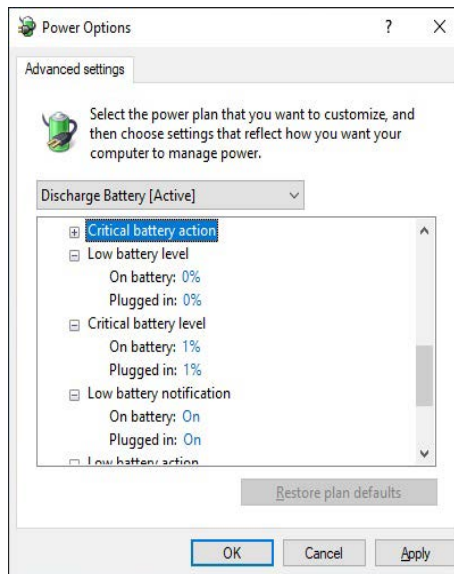 Power Options
?
X
Advanced settings
Select the power plan that you want to customize, and
then choose settings that reflect how you want your
computer to manage power.
Discharge Battery [Active]
Critical battery action
Low battery level
On battery: 0%
Plugged in: 0%
Critical battery level
On battery: 1%
Plugged in: 1%
Low battery notification
On battery: On
Plugged in: On
Low battery action
Restore plan defaults
OK Cancel Apply